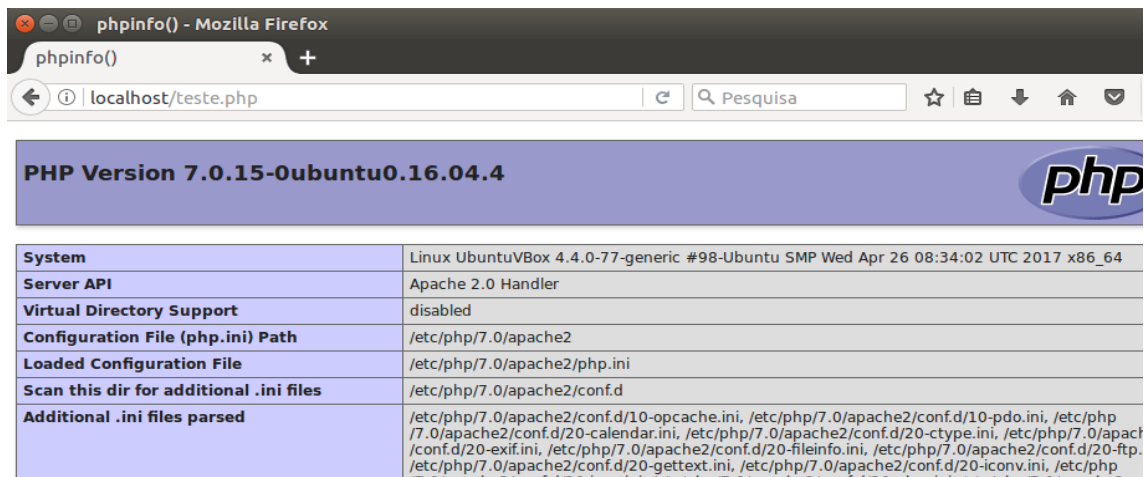 phpinfo() - Mozilla Firefox
phpinfo()
localhost/teste.php
Pesquisa
PHP Version 7.0.15-0ubuntu0.16.04.4
php
System Linux UbuntuVBox 4.4.0-77-generic #98-Ubuntu SMP Wed Apr 26 08:34:02 UTC 2017 x86_64
Server API Apache 2.0 Handler
Virtual Directory Support disabled
Configuration File (php.ini) Path /etc/php/7.0/apache2
Loaded Configuration File /etc/php/7.0/apache2/php.ini
Scan this dir for additional .ini files /etc/php/7.0/apache2/conf.d
Additional .ini files parsed /etc/php/7.0/apache2/conf.d/10-opcache.ini, /etc/php/7.0/apache2/conf.d/10-pdo.ini, /etc/php
/7.0/apache2/conf.d/20-calendar.ini, /etc/php/7.0/apache2/conf.d/20-ctype.ini, /etc/php/7.0/apach
/conf.d/20-exif.ini, /etc/php/7.0/apache2/conf.d/20-fileinfo.ini, /etc/php/7.0/apache2/conf.d/20-ftp.
/etc/php/7.0/apache2/conf.d/20-gettext.ini, /etc/php/7.0/apache2/conf.d/20-iconv.ini, /etc/php